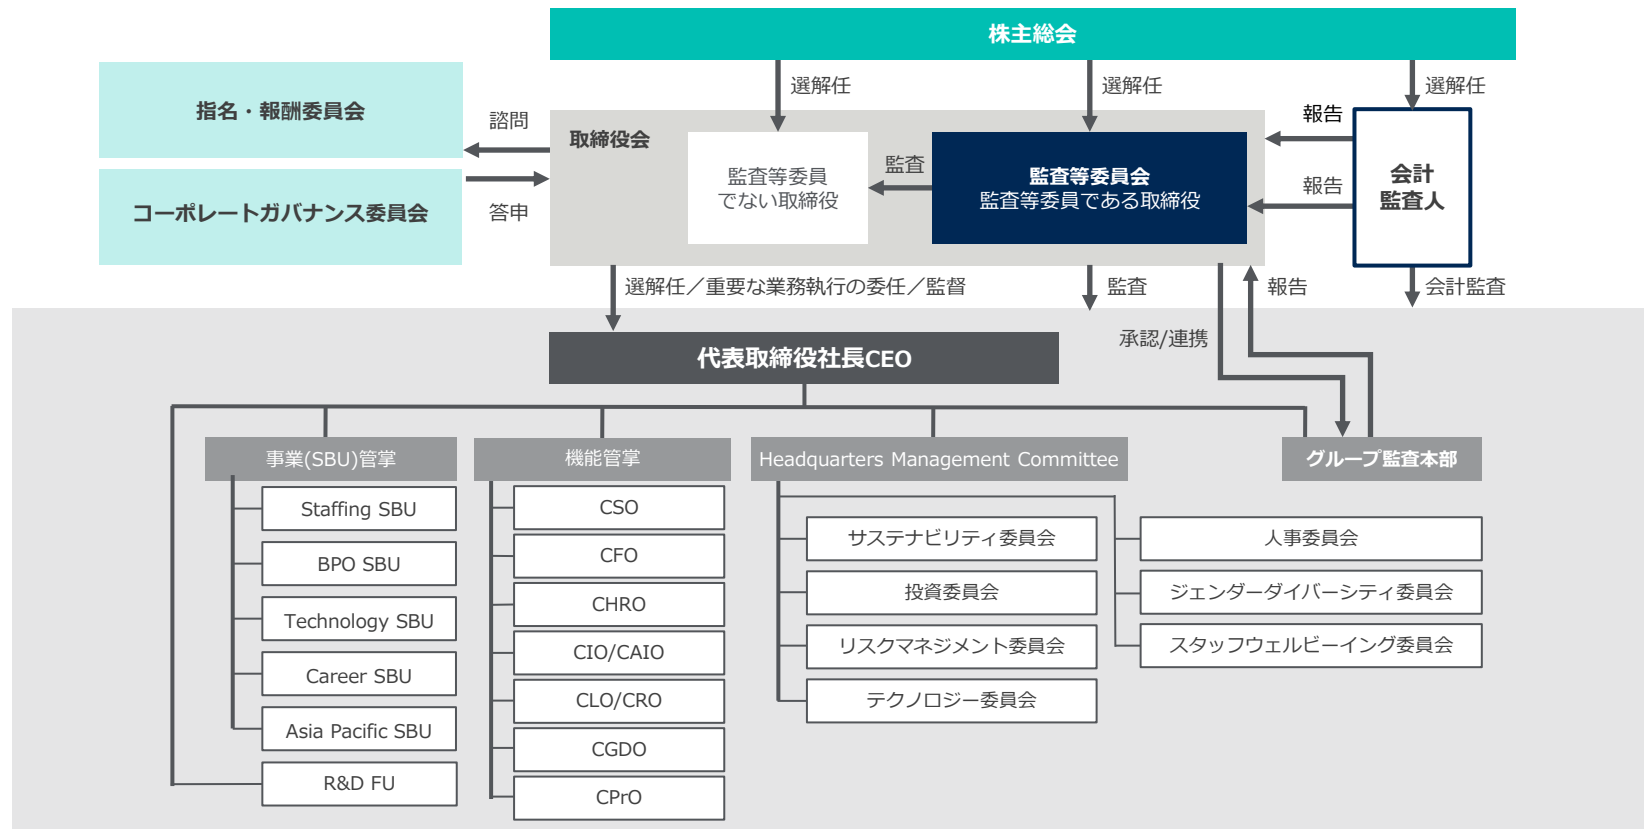 株主総会
選解任
選解任
選解任
指名・報酬委員会
コーポレートガバナンス委員会
諮問
答申
取締役会
監査等委員
でない取締役
監査
監査等委員会
監査等委員である取締役
報告
報告
会計
監査人
選解任／重要な業務執行の委任／監督
監査
報告
会計監査
承認/連携
代表取締役社長CEO
事業(SBU)管掌
Staffing SBU
BPO SBU
Technology SBU
Career SBU
Asia Pacific SBU
R&D FU
機能管掌
CSO
CFO
CHRO
CIO/CAIO
CLO/CRO
CGDO
CPrO
Headquarters Management Committee
サステナビリティ委員会
投資委員会
リスクマネジメント委員会
テクノロジー委員会
人事委員会
ジェンダーダイバーシティ委員会
スタッフウェルビーイング委員会
グループ監査本部